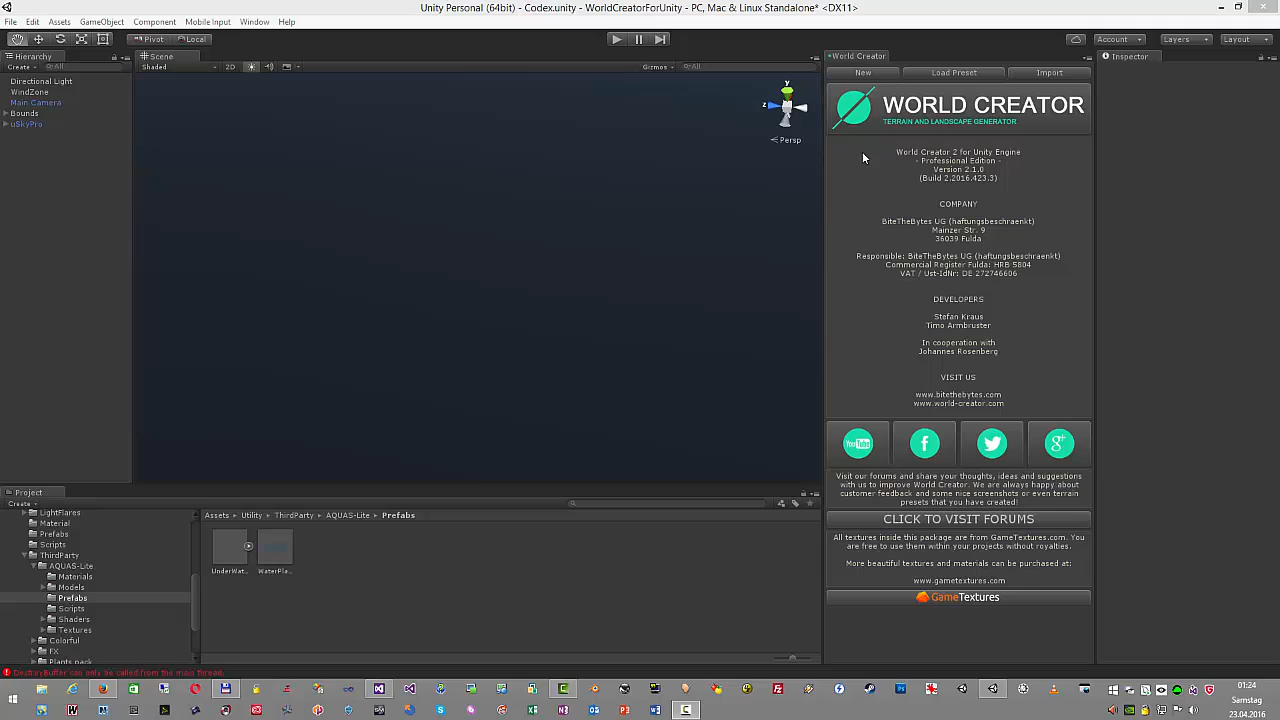 Unity Personal (64bit) - Codex.unity - WorldCreatorForUnity - PC, Mac & Linux Standalone* <DX11>
File Edit Assets GameObject Component Mobile Input Window Help
Pivot Local Account Layers Layout
Hierarchy Scene World Creator Inspector
Create All Shaded 2D Gizmos All
New Load Preset Import
Directional Light
WindZone
Main Camera
Bounds
uSkyPro
y
z
Persp
WORLD CREATOR
TERRAIN AND LANDSCAPE GENERATOR
World Creator 2 for Unity Engine
- Professional Edition -
Version 2.1.0
(Build 2.2016.423.3)
COMPANY
BiteTheBytes UG (haftungsbeschraenkt)
Mainzer Str. 9
36039 Fulda
Responsible: BiteTheBytes UG (haftungsbeschraenkt)
Commercial Register Fulda: HRB 5804
VAT / Ust-IdNr: DE 272746606
DEVELOPERS
Stefan Kraus
Timo Armbruster
In cooperation with
Johannes Rosenberg
VISIT US
www.bitethebytes.com
www.world-creator.com
You Tube f g+
Visit our forums and share your thoughts, ideas and suggestions
with us to improve World Creator. We are always happy about
customer feedback and some nice screenshots or even terrain
presets that you have created!
CLICK TO VISIT FORUMS
All textures inside this package are from GameTextures.com. You
are free to use them within your projects without royalties.
More beautiful textures and materials can be purchased at:
www.gametextures.com
GameTextures
Project
Create
LightFlares
Material
Prefabs
Scripts
ThirdParty
AQUAS-Lite
Materials
Models
Prefabs
Scripts
Shaders
Textures
Colorful
FX
Plants pack
Assets Utility ThirdParty AQUAS-Lite Prefabs
UnderWat... WaterPla...
DestroyBuffer can only be called from the main thread.
01:24
Samstag
23.04.2016